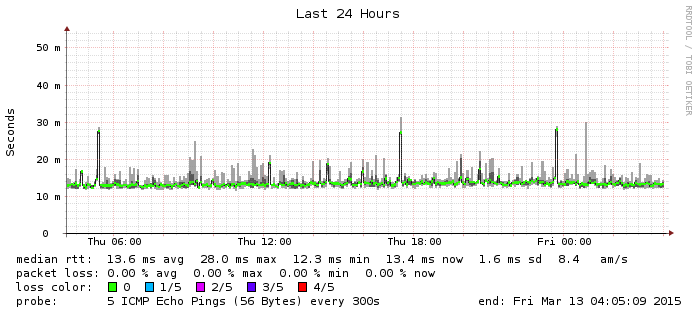 Last 24 Hours
RRDTOOL / TOBI OETIKER
Seconds
50 m
40 m
30 m
20 m
10 m
0
Thu 06:00 Thu 12:00 Thu 18:00 Fri 00:00
median rtt: 13.6 ms avg 28.0 ms max 12.3 ms min 13.4 ms now 1.6 ms sd 8.4 am/s
packet loss: 0.00 % avg 0.00 % max 0.00 % min 0.00 % now
loss color: 0 1/5 2/5 3/5 4/5
probe: 5 ICMP Echo Pings (56 Bytes) every 300s end: Fri Mar 13 04:05:09 2015